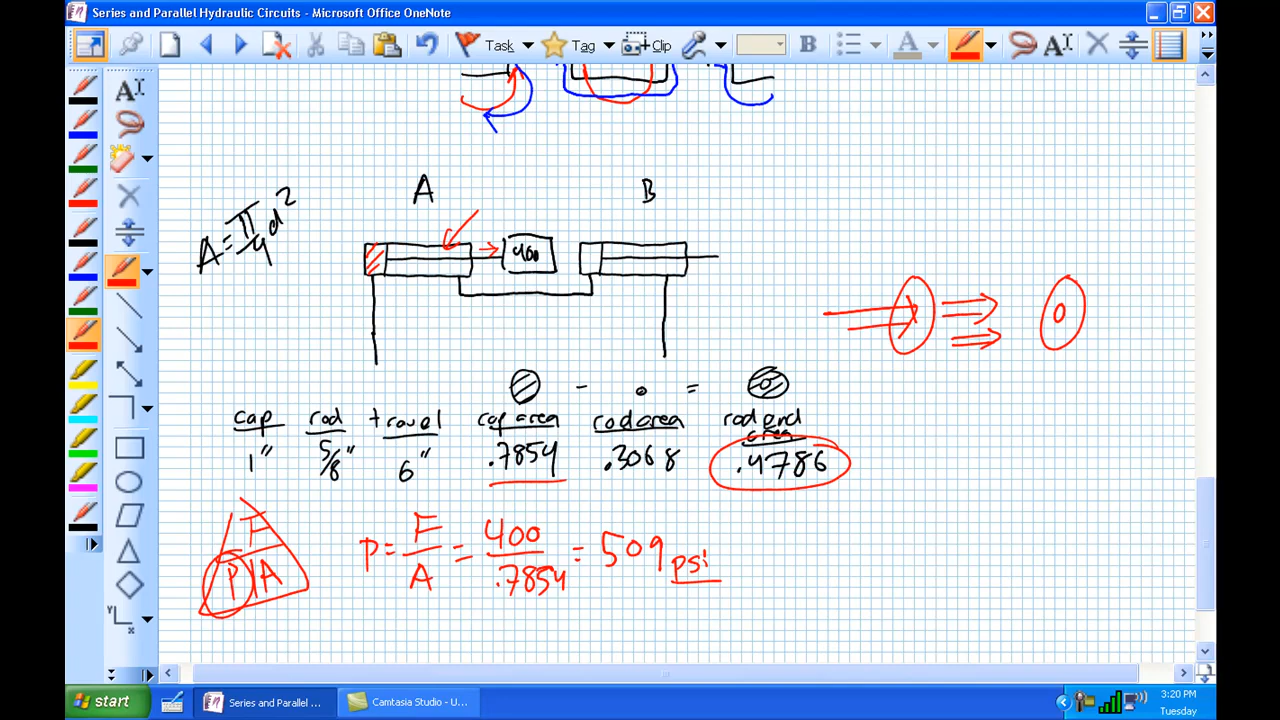 Series and Parallel Hydraulic Circuits - Microsoft Office OneNote
Task Tag Clip B A AI
AI
A B
A = π/4 d²
400
- = 
cap rod travel cap area rod area rod end area
1" 5/8" 6" .7854 .3068 .4786
F
P A
P = F/A = 400/.7854 = 509 psi
start Series and Parallel ... Camtasia Studio - U... 3:20 PM
Tuesday